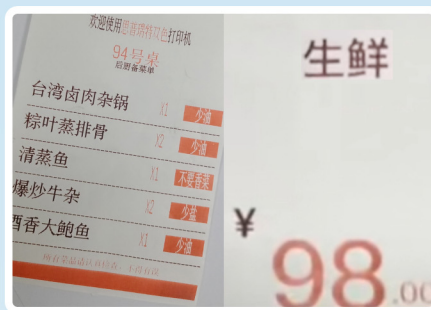 欢迎使用思普瑞特双色打印机
94号桌
后厨备菜单
台湾卤肉杂锅 X1 少油
粽叶蒸排骨 X2 少油
清蒸鱼 X1 不要香菜
爆炒牛杂 X2 少盐
酒香大鲍鱼 X1 少油
生鲜
¥
98.00